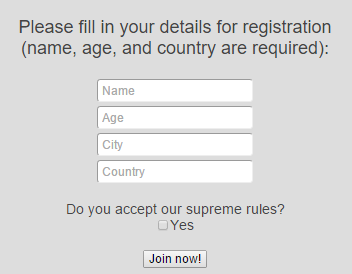 Please fill in your details for registration
(name, age, and country are required):
Name
Age
City
Country
Do you accept our supreme rules?
Yes
Join now!